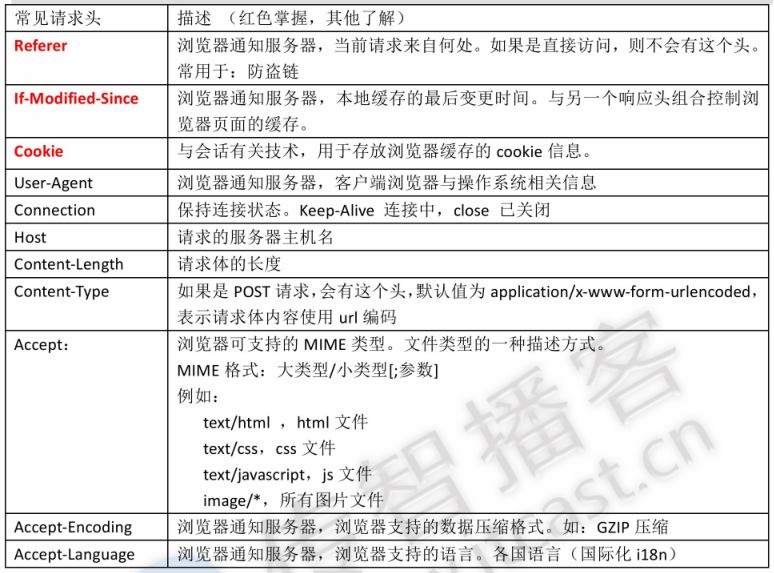 常见请求头 描述 （红色掌握，其他了解）
Referer 浏览器通知服务器，当前请求来自何处。如果是直接访问，则不会有这个头。
常用于：防盗链
If-Modified-Since 浏览器通知服务器，本地缓存的最后变更时间。与另一个响应头组合控制浏
览器页面的缓存。
Cookie 与会话有关技术，用于存放浏览器缓存的 cookie 信息。
User-Agent 浏览器通知服务器，客户端浏览器与操作系统相关信息
Connection 保持连接状态。Keep-Alive 连接中，close 已关闭
Host 请求的服务器主机名
Content-Length 请求体的长度
Content-Type 如果是 POST 请求，会有这个头，默认值为 application/x-www-form-urlencoded，
表示请求体内容使用 url 编码
Accept： 浏览器可支持的 MIME 类型。文件类型的一种描述方式。
MIME 格式：大类型/小类型[;参数]
例如：
text/html ，html 文件
text/css，css 文件
text/javascript，js 文件
image/*，所有图片文件
Accept-Encoding 浏览器通知服务器，浏览器支持的数据压缩格式。如：GZIP 压缩
Accept-Language 浏览器通知服务器，浏览器支持的语言。各国语言（国际化 i18n）
传智播客
cast.cn